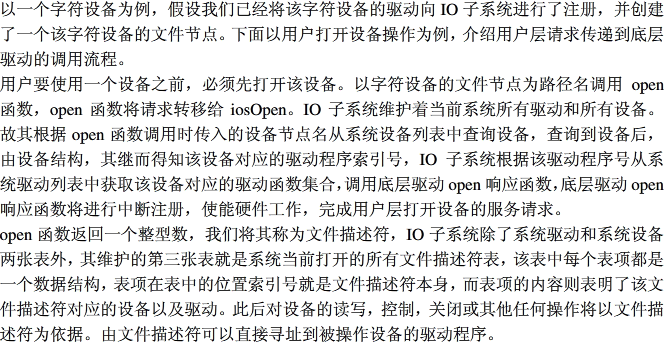 以一个字符设备为例，假设我们已经将该字符设备的驱动向 IO 子系统进行了注册，并创建
了一个该字符设备的文件节点。下面以用户打开设备操作为例，介绍用户层请求传递到底层
驱动的调用流程。
用户要使用一个设备之前，必须先打开该设备。以字符设备的文件节点为路径名调用 open
函数，open 函数将请求转移给 iosOpen。IO 子系统维护着当前系统所有驱动和所有设备。
故其根据 open 函数调用时传入的设备节点名从系统设备列表中查询设备，查询到设备后，
由设备结构，其继而得知该设备对应的驱动程序索引号，IO 子系统根据该驱动程序号从系
统驱动列表中获取该设备对应的驱动函数集合，调用底层驱动 open 响应函数，底层驱动 open
响应函数将进行中断注册，使能硬件工作，完成用户层打开设备的服务请求。
open 函数返回一个整型数，我们将其称为文件描述符，IO 子系统除了系统驱动和系统设备
两张表外，其维护的第三张表就是系统当前打开的所有文件描述符表，该表中每个表项都是
一个数据结构，表项在表中的位置索引号就是文件描述符本身，而表项的内容则表明了该文
件描述符对应的设备以及驱动。此后对设备的读写，控制，关闭或其他任何操作将以文件描
述符为依据。由文件描述符可以直接寻址到被操作设备的驱动程序。